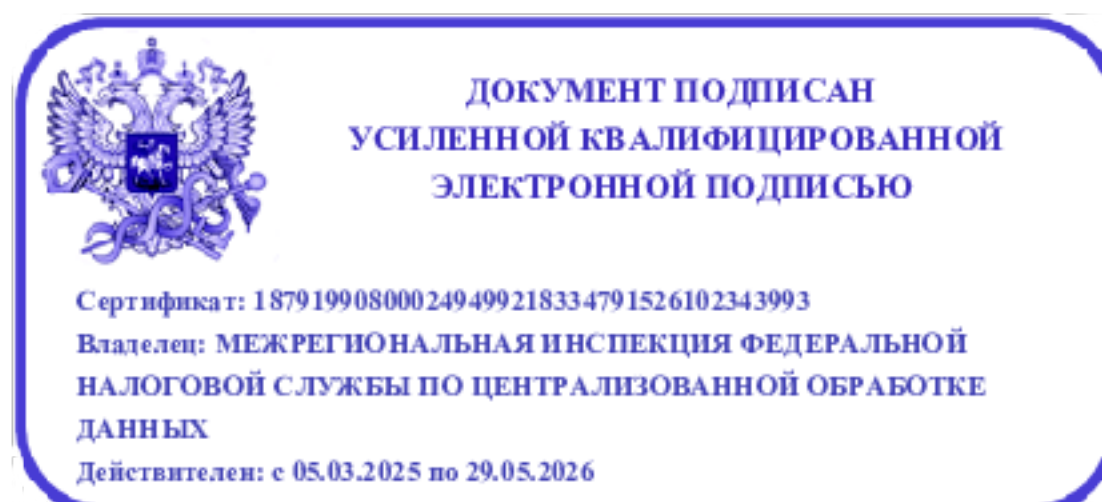 ДОКУМЕНТ ПОДПИСАН
УСИЛЕННОЙ КВАЛИФИЦИРОВАННОЙ
ЭЛЕКТРОННОЙ ПОДПИСЬЮ
Сертификат: 187919908000249499218334791526102343993
Владелец: МЕЖРЕГИОНАЛЬНАЯ ИНСПЕКЦИЯ ФЕДЕРАЛЬНОЙ
НАЛОГОВОЙ СЛУЖБЫ ПО ЦЕНТРАЛИЗОВАННОЙ ОБРАБОТКЕ
ДАННЫХ
Действителен: с 05.03.2025 по 29.05.2026